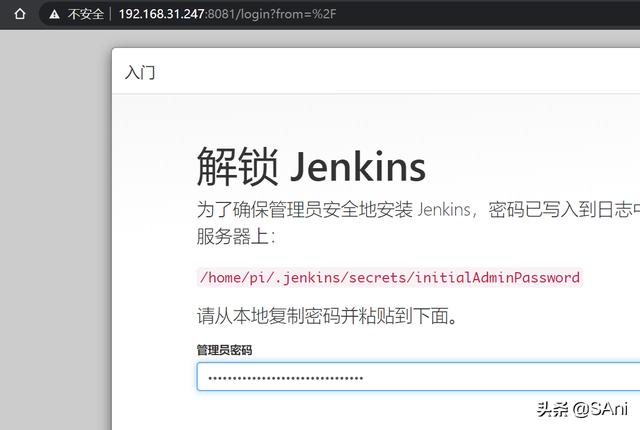 不安全 192.168.31.247:8081/login?from=%2F
入门
解锁 Jenkins
为了确保管理员安全地安装 Jenkins，密码已写入到日志中
服务器上：
/home/pi/.jenkins/secrets/initialAdminPassword
请从本地复制密码并粘贴到下面。
管理员密码
头条 @SAni